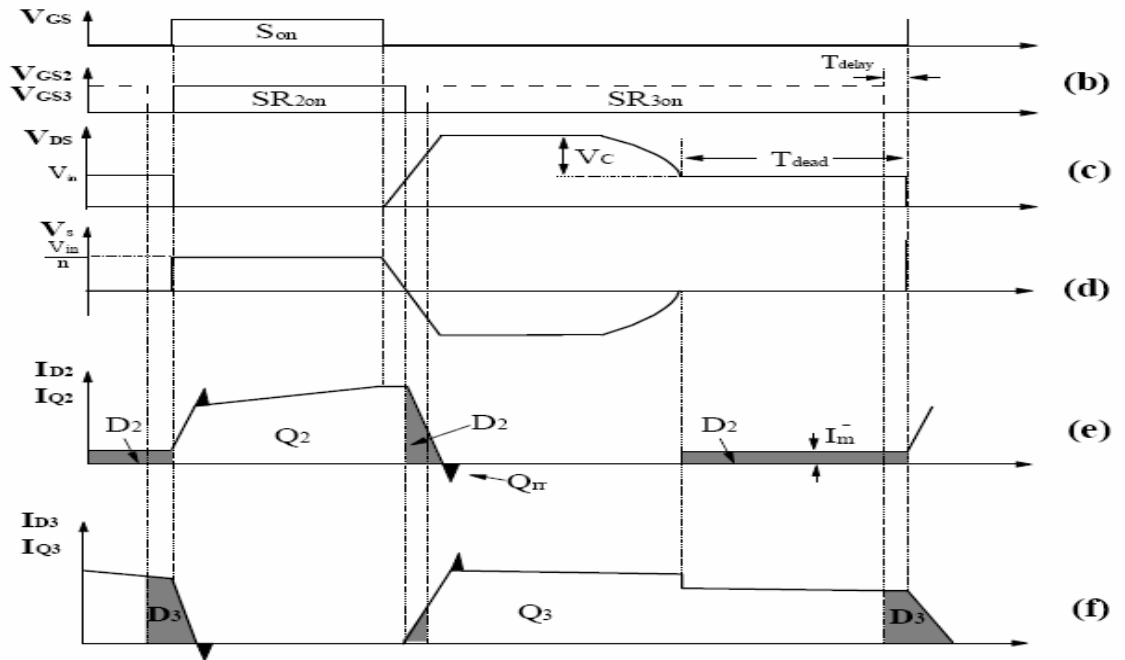 VGS
Son
Tdelay
(b)
VGS2
VGS3
SR2on
SR3on
VDS
Vin
VC
Tdead
(c)
Vs
Vin
n
(d)
ID2
IQ2
D2
Q2
D2
D2
Im-
(e)
Qrr
ID3
IQ3
D3
Q3
D3
(f)